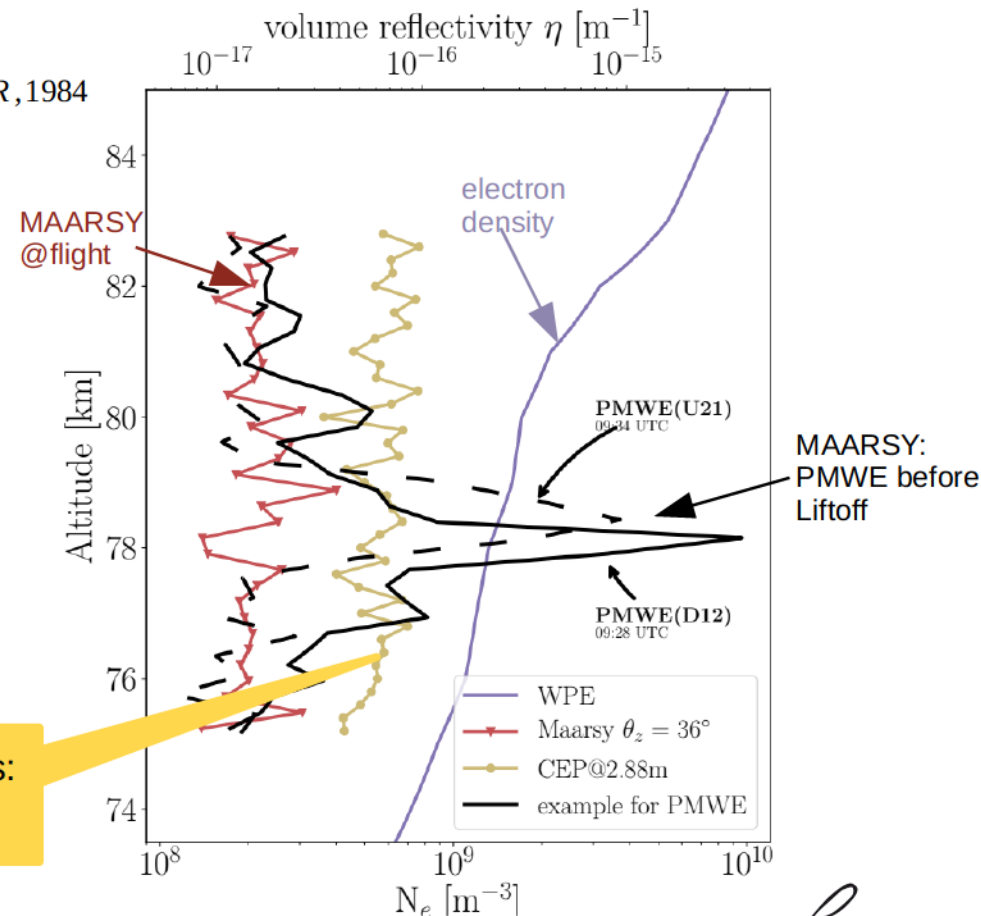 volume reflectivity η [m⁻¹]
10⁻¹⁷ 10⁻¹⁶ 10⁻¹⁵
R,1984
84
82
80
78
76
74
Altitude [km]
MAARSY
@flight
electron
density
PMWE(U21)
09:34 UTC
MAARSY:
PMWE before
Liftoff
PMWE(D12)
09:28 UTC
s:
WPE
Maarsy θ_z = 36°
CEP@2.88m
example for PMWE
10⁸ 10⁹ 10¹⁰
Nₑ [m⁻³]